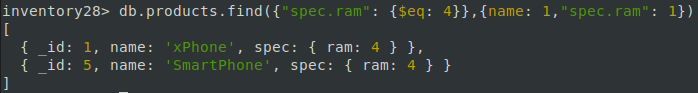 inventory28> db.products.find({"spec.ram": {$eq: 4}},{name: 1,"spec.ram": 1})
[
  { _id: 1, name: 'xPhone', spec: { ram: 4 } },
  { _id: 5, name: 'SmartPhone', spec: { ram: 4 } }
]